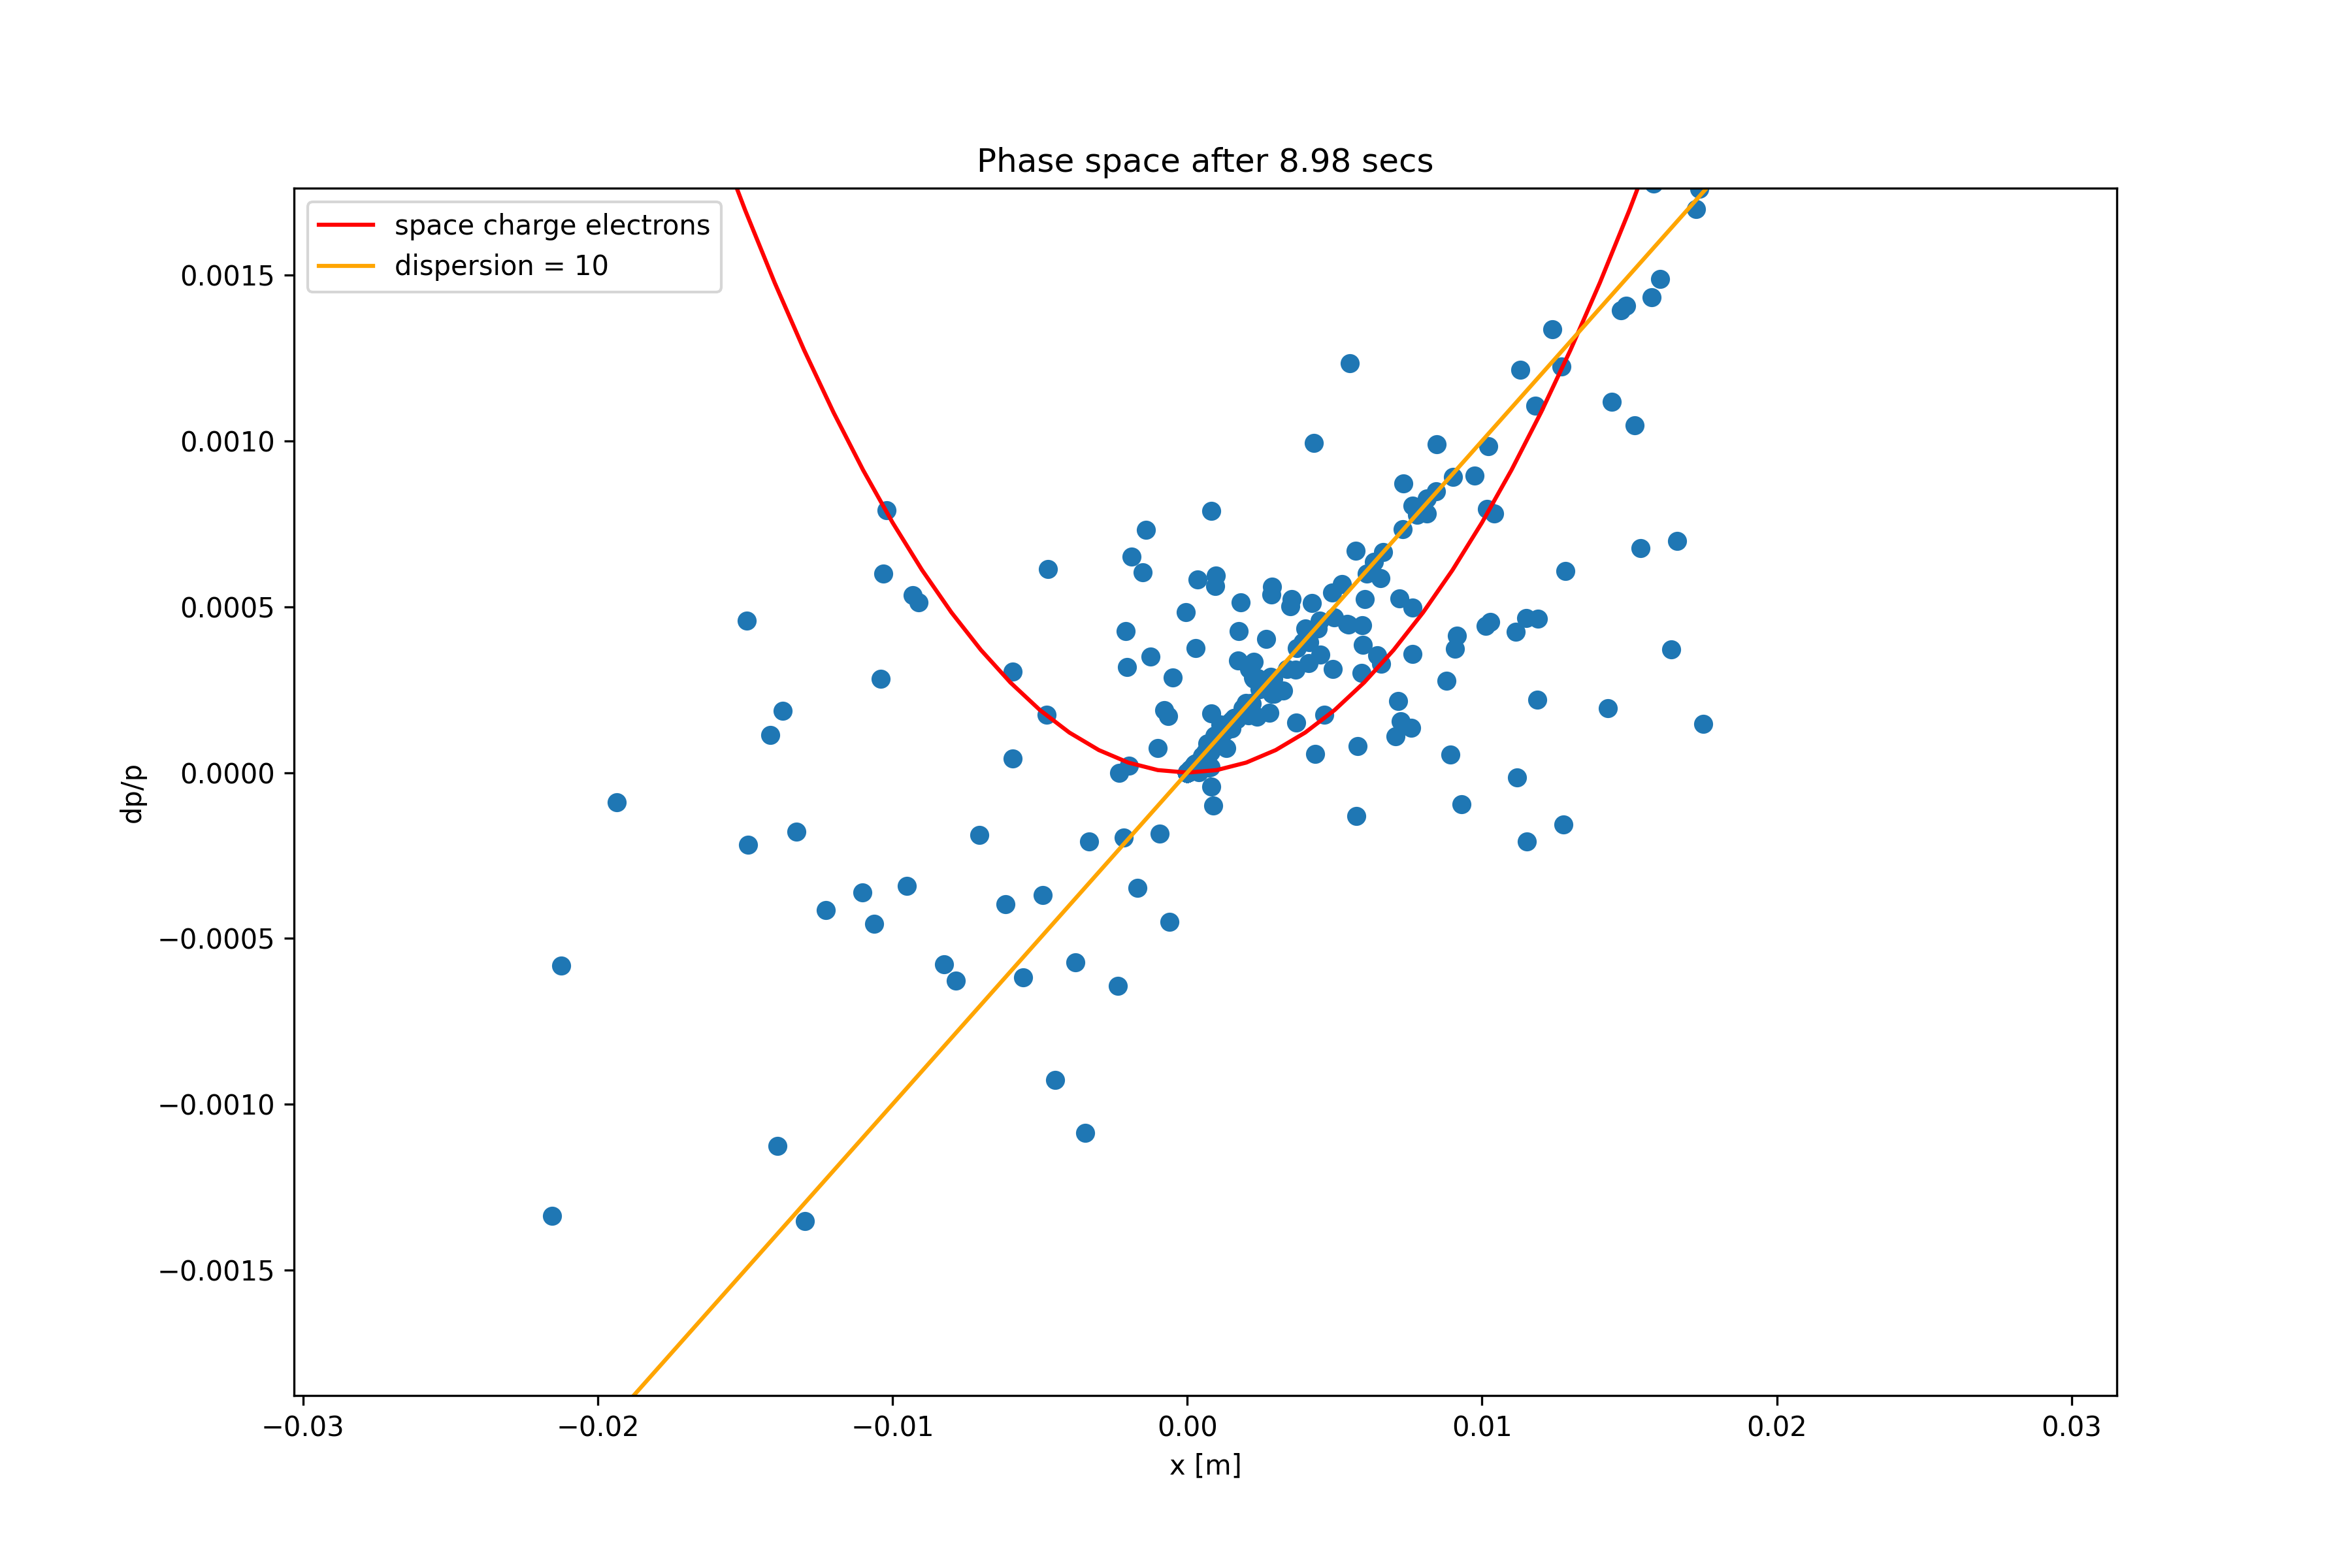 Phase space after 8.98 secs
space charge electrons
dispersion = 10
0.0015
0.0010
0.0005
0.0000
−0.0005
−0.0010
−0.0015
dp/p
−0.03
−0.02
−0.01
0.00
0.01
0.02
0.03
x [m]